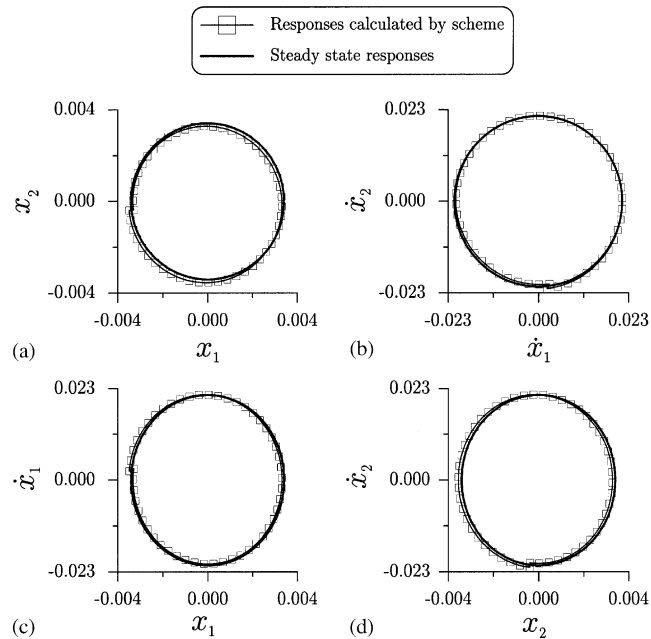 Responses calculated by scheme
Steady state responses
0.004
0.000
-0.004
x₂
-0.004 0.000 0.004
(a) x₁
0.023
0.000
-0.023
ẋ₂
-0.023 0.000 0.023
(b) ẋ₁
0.023
0.000
-0.023
ẋ₁
-0.004 0.000 0.004
(c) x₁
0.023
0.000
-0.023
ẋ₂
-0.004 0.000 0.004
(d) x₂